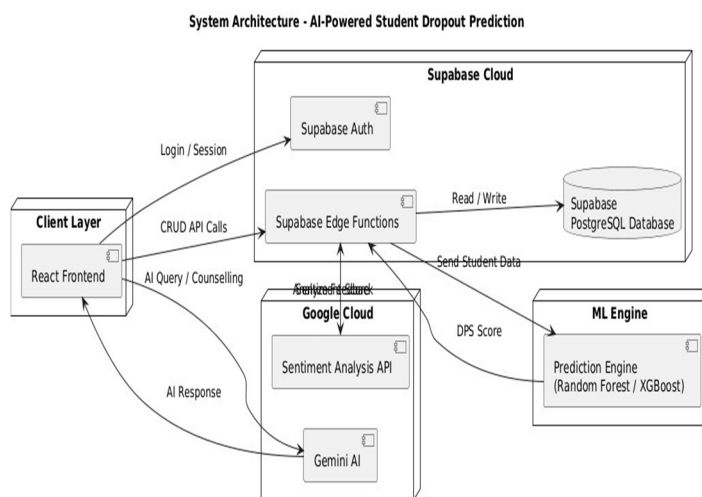 System Architecture - AI-Powered Student Dropout Prediction
Supabase Cloud
Supabase Auth
Login / Session
Client Layer
React Frontend
CRUD API Calls
Supabase Edge Functions
Read / Write
Supabase
PostgreSQL Database
AI Query / Counselling
Send Student Data
Google Cloud
Sentiment Analysis API
DPS Score
ML Engine
Prediction Engine
(Random Forest / XGBoost)
AI Response
Gemini AI